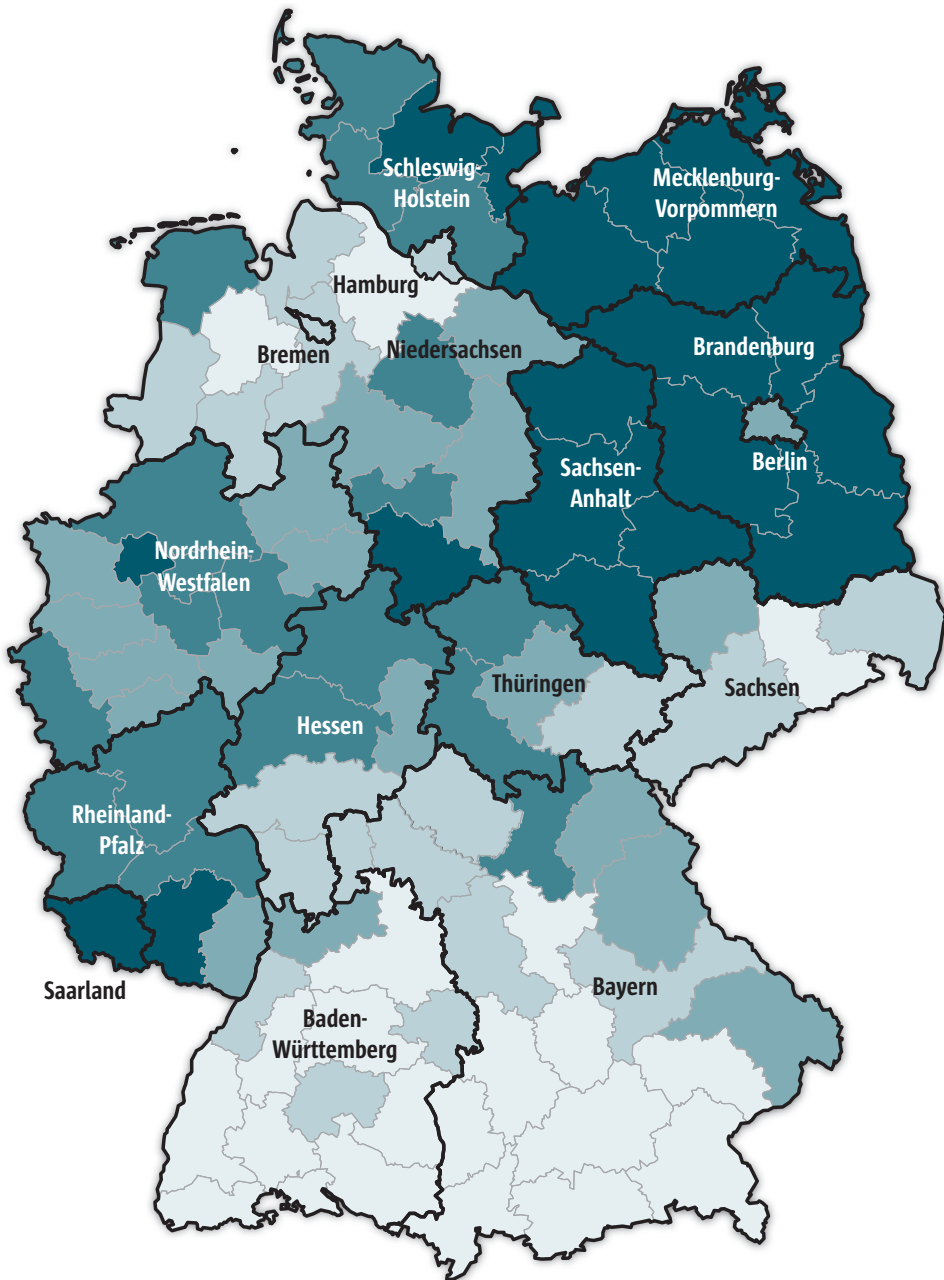 Schleswig-
Holstein
Mecklenburg-
Vorpommern
Hamburg
Bremen
Niedersachsen
Brandenburg
Berlin
Sachsen-
Anhalt
Nordrhein-
Westfalen
Thüringen
Sachsen
Hessen
Rheinland-
Pfalz
Saarland
Bayern
Baden-
Württemberg